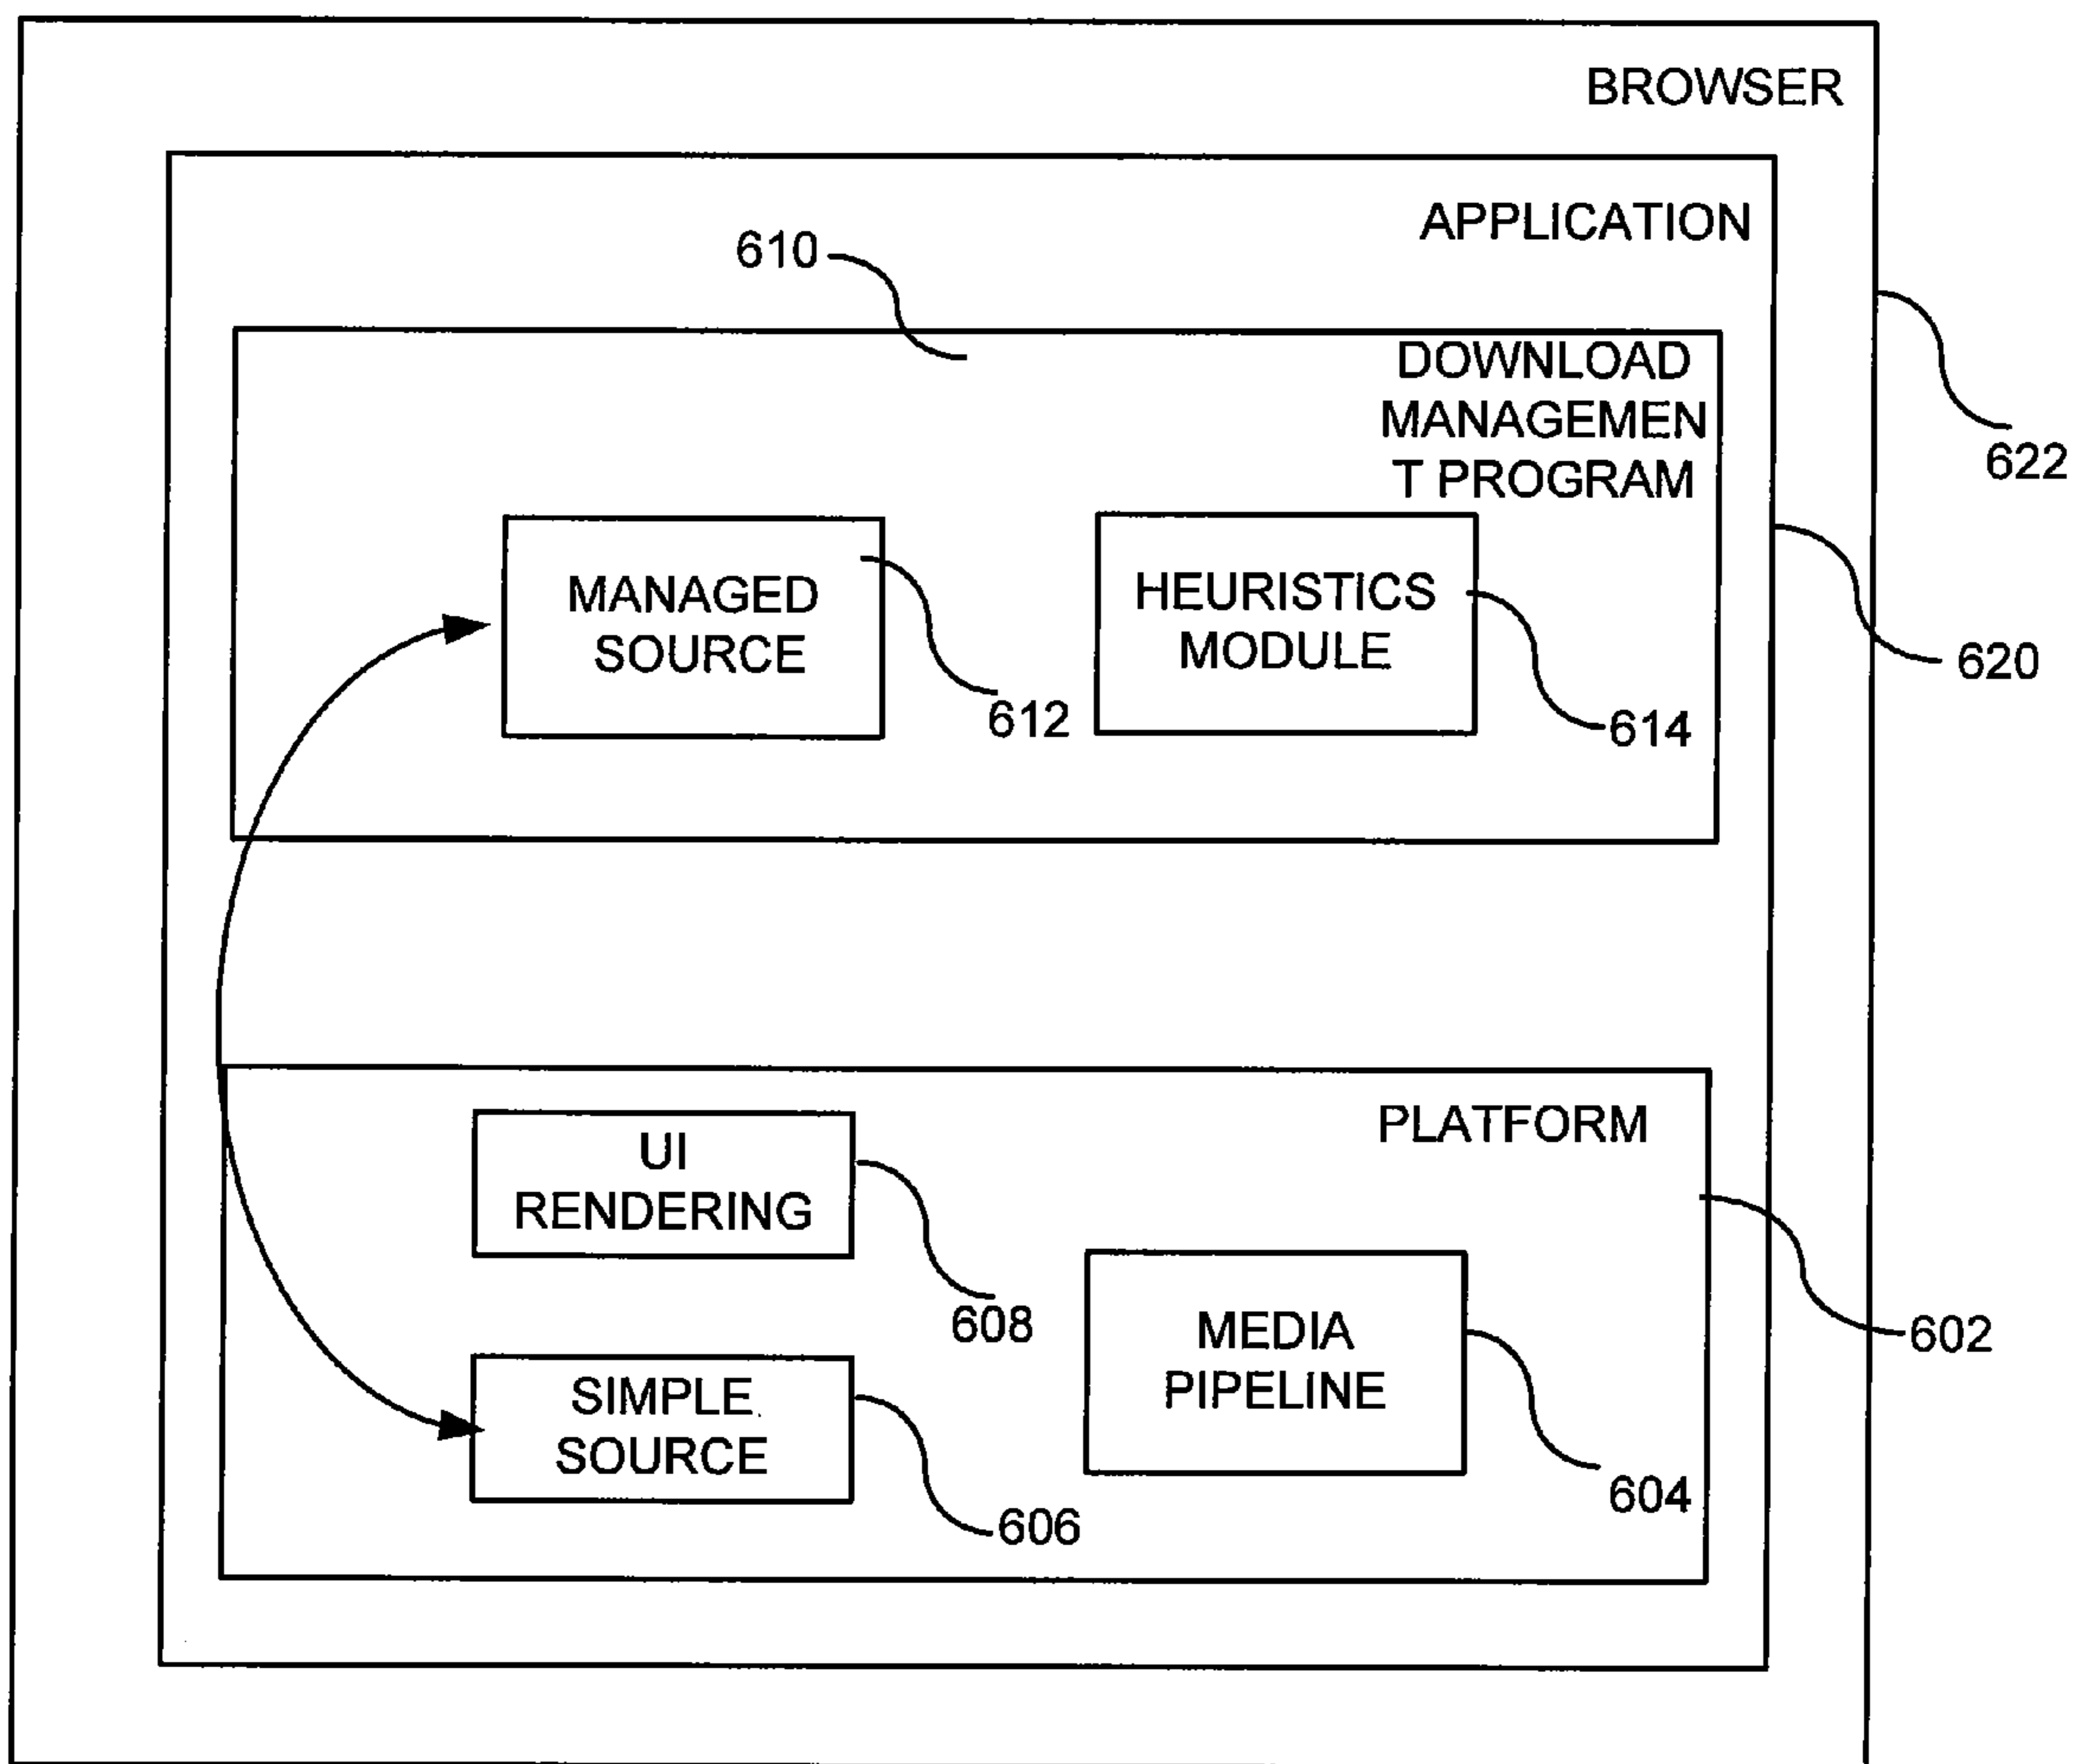 BROWSER
APPLICATION
610
DOWNLOAD
MANAGEMEN
T PROGRAM
622
MANAGED
SOURCE
HEURISTICS
MODULE
620
612
614
PLATFORM
UI
RENDERING
608
MEDIA
PIPELINE
602
SIMPLE
SOURCE
604
606